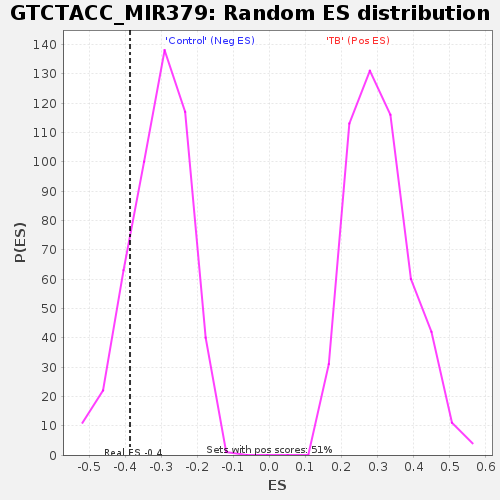 GTCTACC_MIR379: Random ES distribution
'Control' (Neg ES)
'TB' (Pos ES)
140
130
120
110
100
90
80
70
60
50
40
30
20
10
0
P(ES)
Real ES -0.4
Sets with pos scores: 51%
-0.5 -0.4 -0.3 -0.2 -0.1 0.0 0.1 0.2 0.3 0.4 0.5 0.6
ES